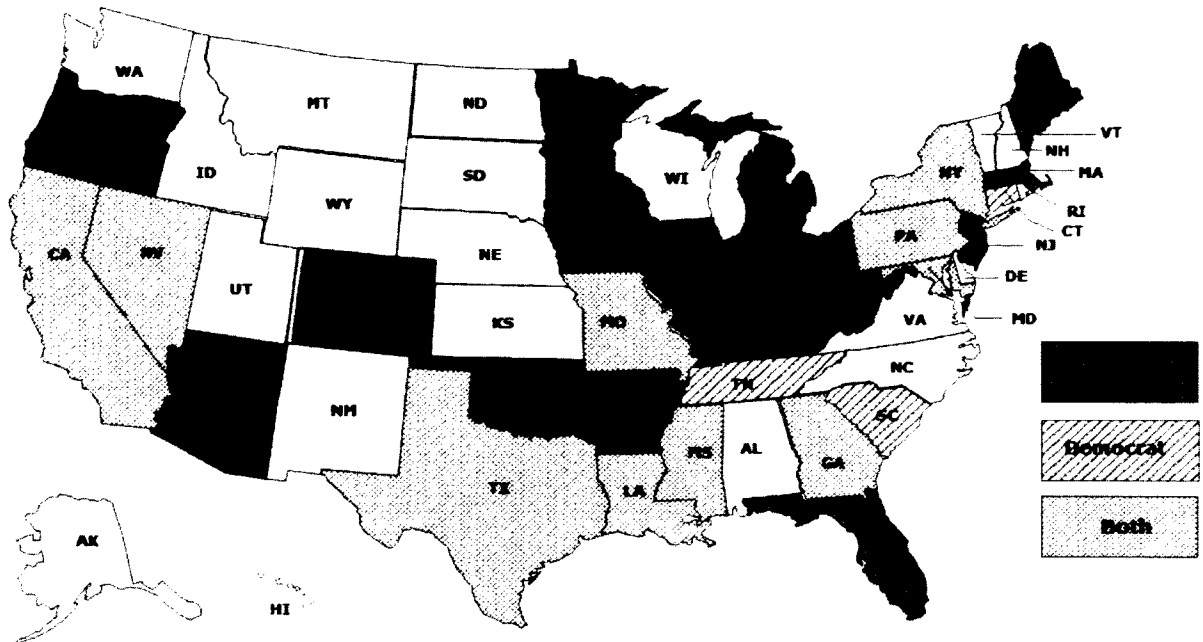 WA
MT
ND
VT
NH
MA
ID
SD
WI
NY
WY
RI
CT
NJ
CA
NV
NE
PA
UT
DE
KS
MO
VA
MD
NM
TN
NC
SC
AL
MS
GA
TX
LA
Democrat
Both
AK
HI